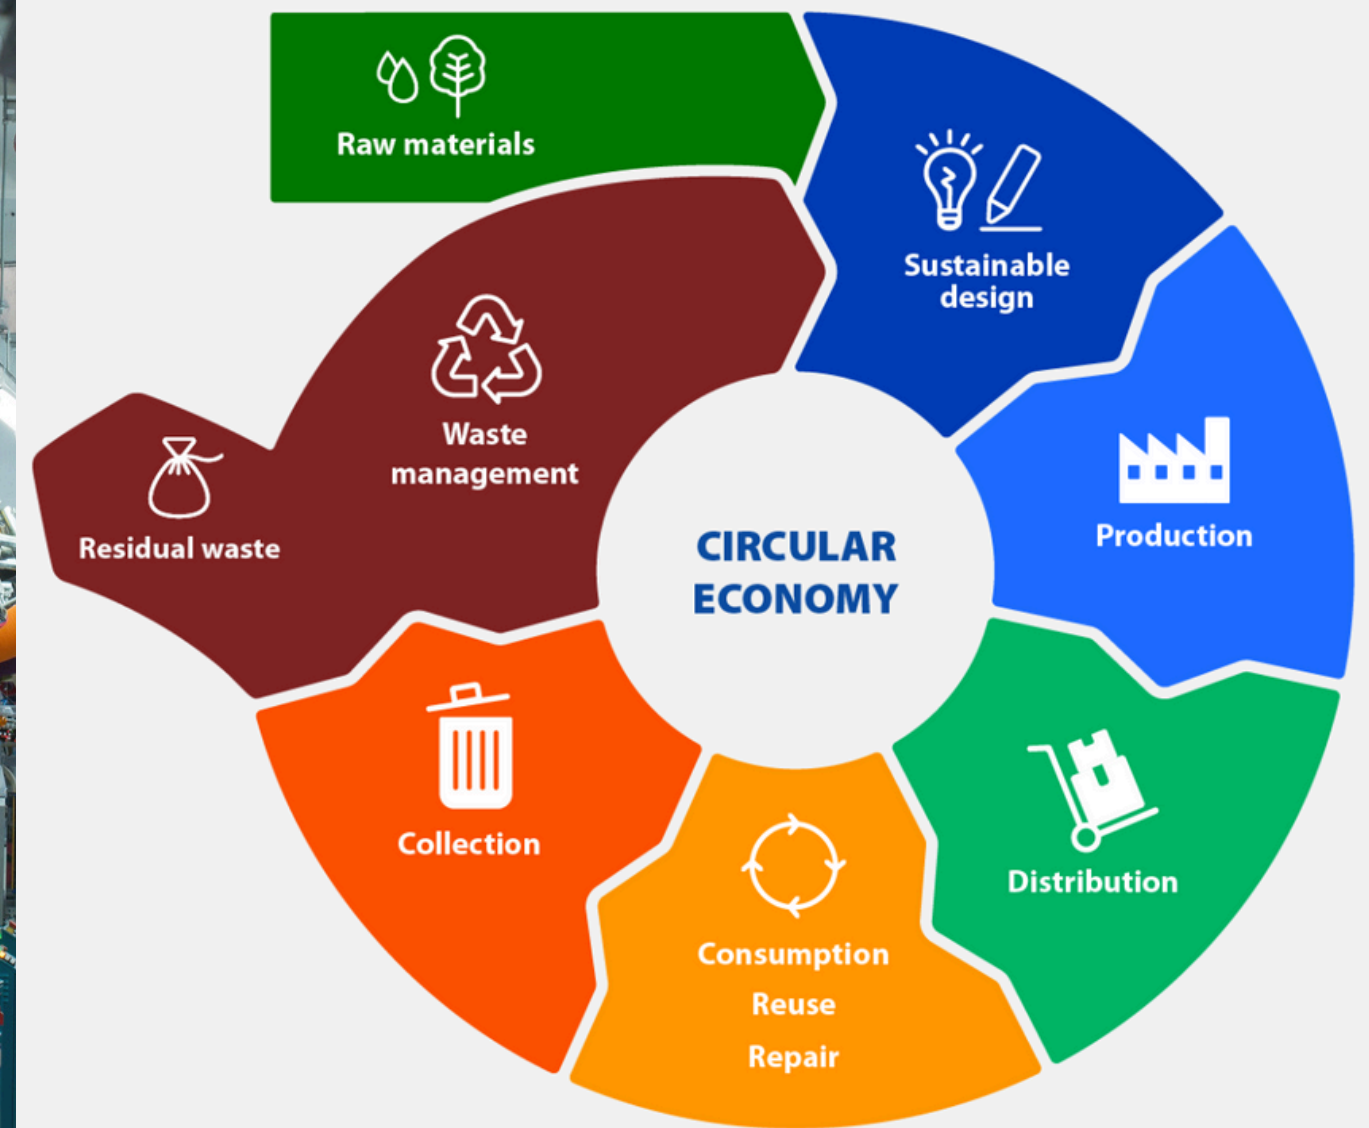 Raw materials
Sustainable
design
Production
Distribution
Consumption
Reuse
Repair
Collection
Waste
management
Residual waste
CIRCULAR
ECONOMY